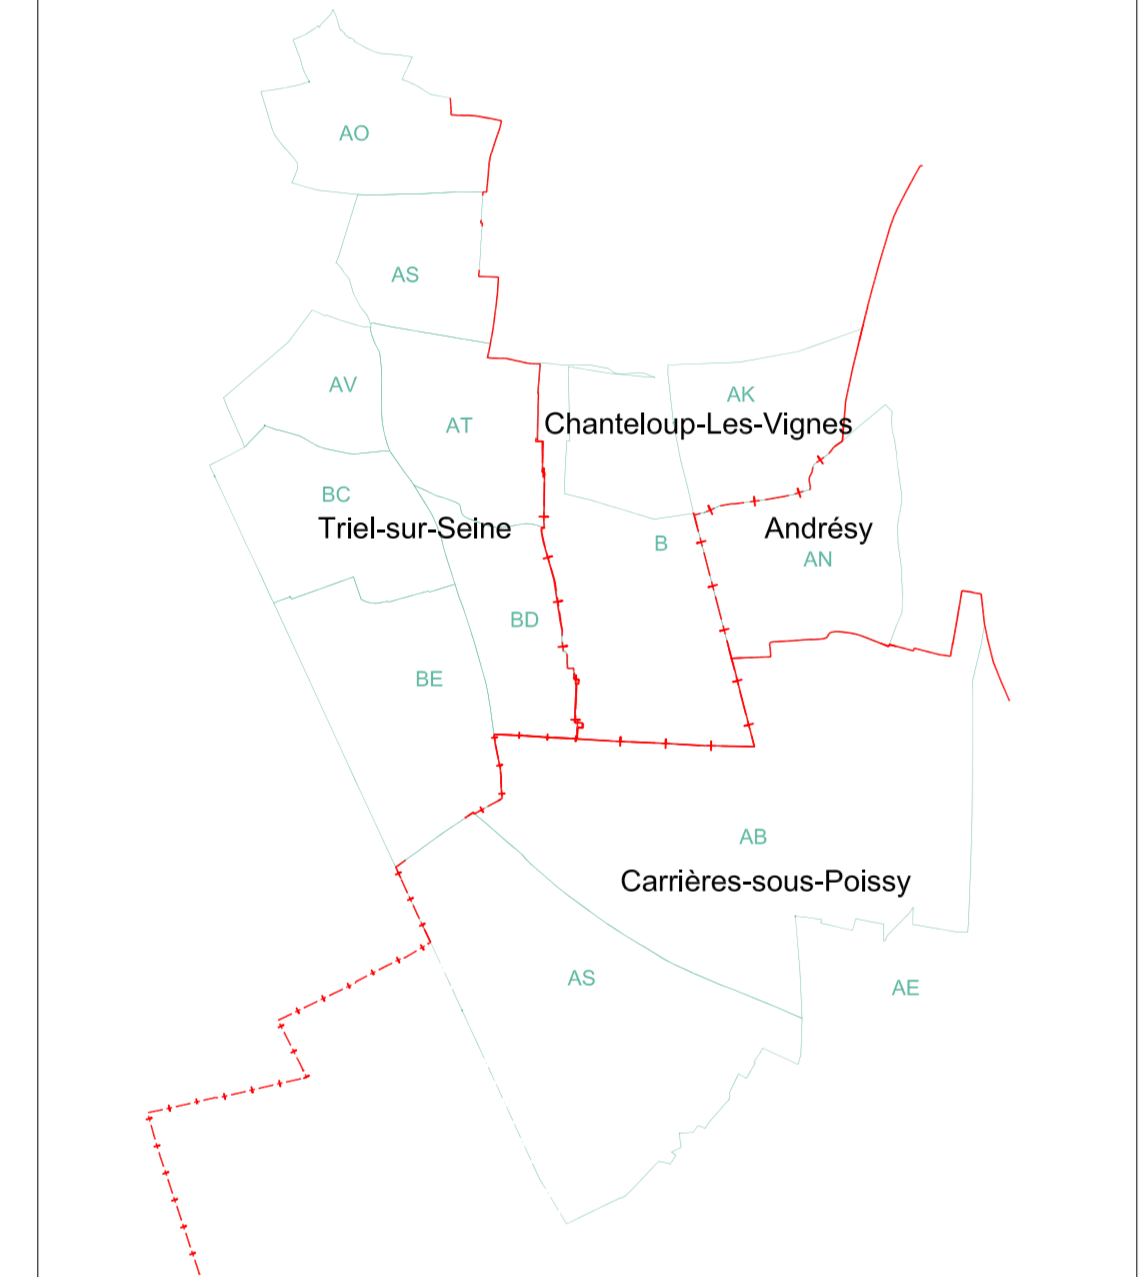 AO
AS
AV
AK
AT
Chanteloup-Les-Vignes
BC
Triel-sur-Seine
Andrésy
B
AN
BD
BE
AB
Carrières-sous-Poissy
AS
AE